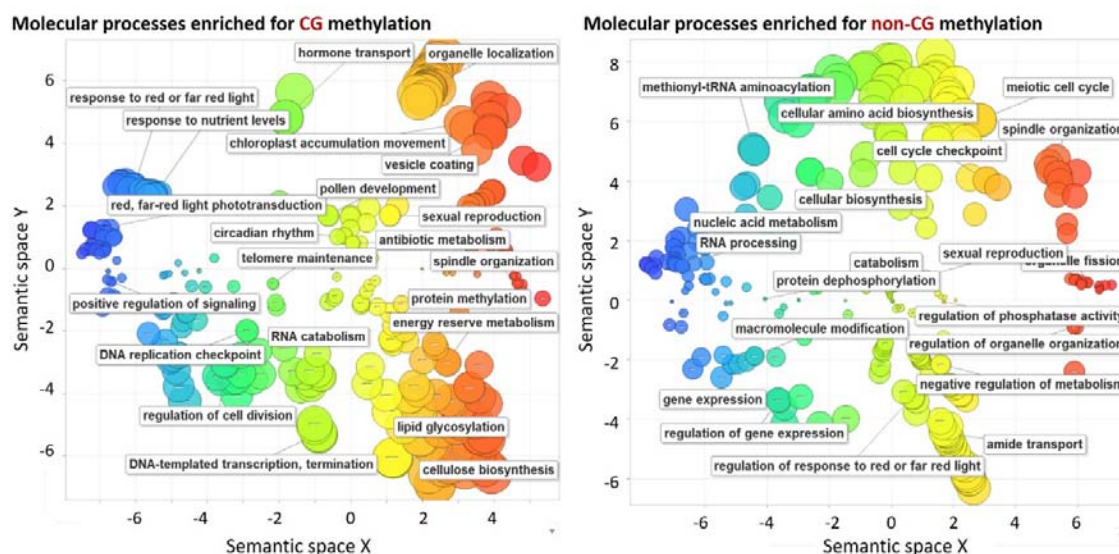 Molecular processes enriched for CG methylation
hormone transport
organelle localization
response to red or far red light
response to nutrient levels
chloroplast accumulation movement
vesicle coating
pollen development
red, far-red light phototransduction
sexual reproduction
circadian rhythm
antibiotic metabolism
telomere maintenance
spindle organization
positive regulation of signaling
protein methylation
energy reserve metabolism
RNA catabolism
DNA replication checkpoint
regulation of cell division
lipid glycosylation
DNA-templated transcription, termination
cellulose biosynthesis
Semantic space Y
6
4
2
0
-2
-4
-6
-6
-4
-2
0
2
4
Semantic space X
Molecular processes enriched for non-CG methylation
methionyl-tRNA aminoacylation
meiotic cell cycle
cellular amino acid biosynthesis
spindle organization
cell cycle checkpoint
cellular biosynthesis
nucleic acid metabolism
RNA processing
sexual reproduction
catabolism
organelle fission
protein dephosphorylation
regulation of phosphatase activity
macromolecule modification
regulation of organelle organization
negative regulation of metabolism
gene expression
regulation of gene expression
amide transport
regulation of response to red or far red light
Semantic space Y
8
6
4
2
0
-2
-4
-6
-6
-4
-2
0
2
4
6
Semantic space X